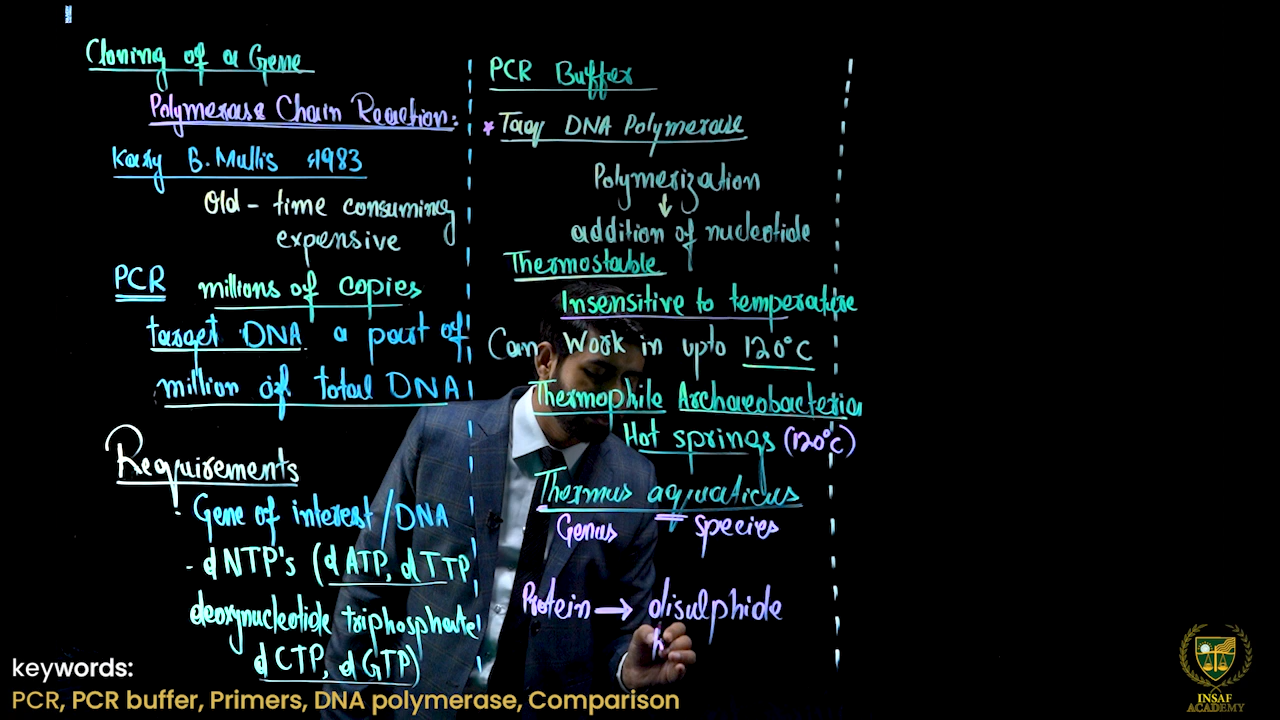 Cloning of a Gene
Polymerase Chain Reaction:
Kary B. Mullis 1983
Old - time consuming
expensive
PCR millions of copies
target DNA a part of
million of total DNA
Requirements
· Gene of interest / DNA
- dNTP's (dATP, dTTP
deoxynucleotide triphosphate
dCTP, dGTP)
PCR Buffer
* Taq DNA Polymerase
Polymerization
↓
addition of nucleotide
Thermostable
Insensitive to temperature
Can Work in upto 120°C
Thermophile Archaeobacteria
Hot springs (120°C)
Thermus aquaticus
Genus species
Protein → disulphide
keywords:
PCR, PCR buffer, Primers, DNA polymerase, Comparison
INSAF
ACADEMY